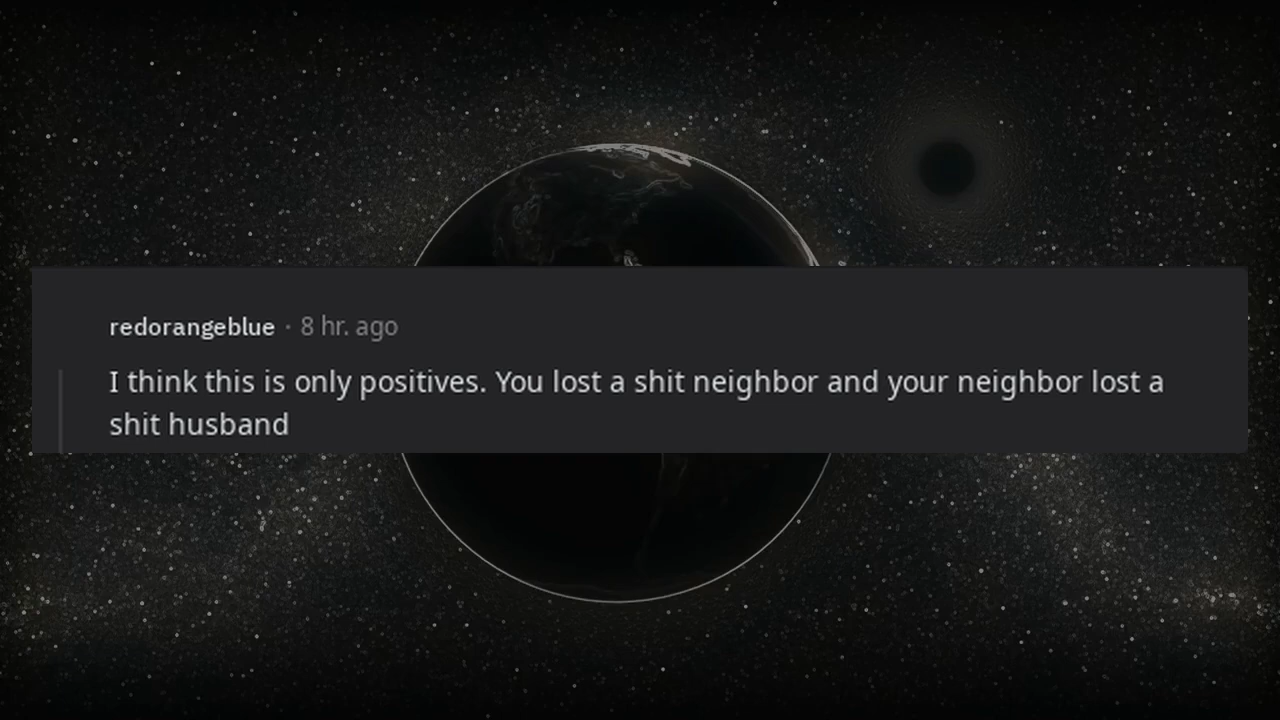 redorangeblue · 8 hr. ago
I think this is only positives. You lost a shit neighbor and your neighbor lost a
shit husband